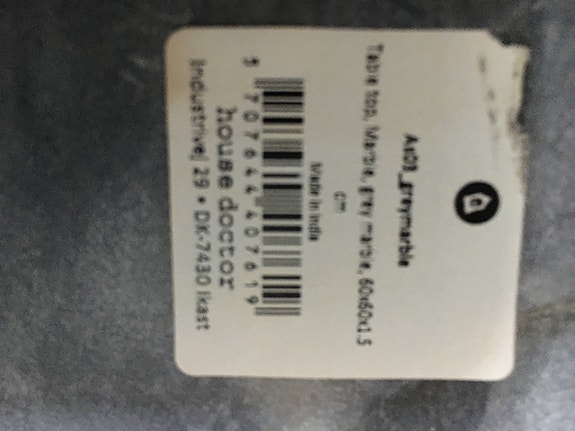 As03_greymarble
Table top, Marble, grey marble, 60x60x1.5
cm
Made in India
5 707644 407619
house doctor
Industrivej 29 • DK-7430 Ikast